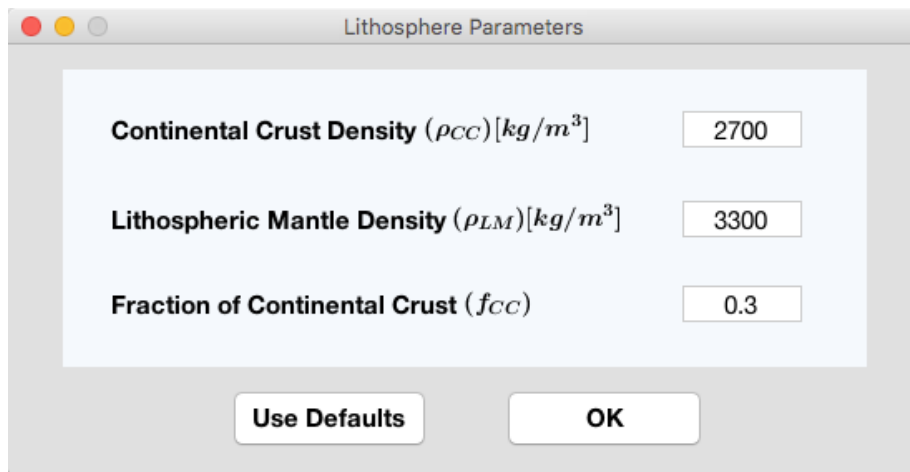 Lithosphere Parameters
Continental Crust Density (ρCC)[kg/m³] 2700
Lithospheric Mantle Density (ρLM)[kg/m³] 3300
Fraction of Continental Crust (fCC) 0.3
Use Defaults OK